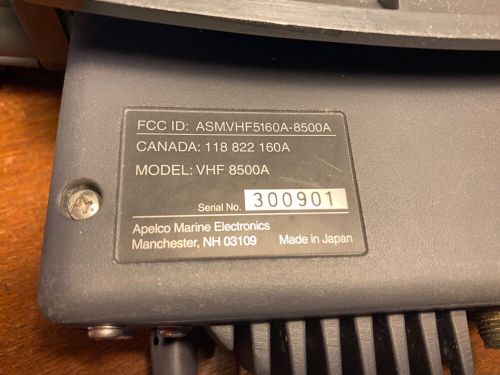 FCC ID: ASMVHF5160A-8500A
CANADA: 118 822 160A
MODEL: VHF 8500A
Serial No. 300901
Apelco Marine Electronics
Manchester, NH 03109 Made in Japan